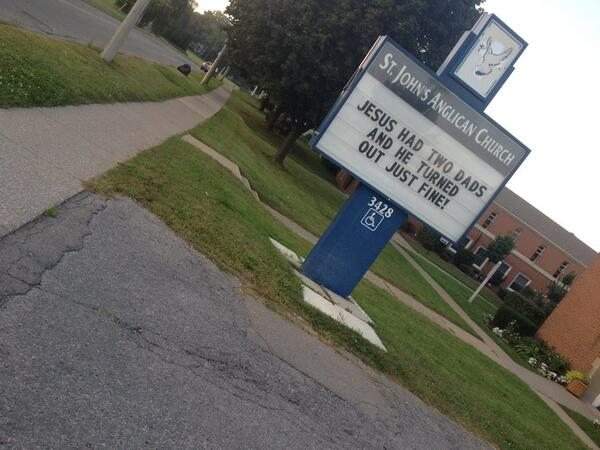 ST. JOHN'S ANGLICAN CHURCH
JESUS HAD TWO DADS
AND HE TURNED
OUT JUST FINE!
3428